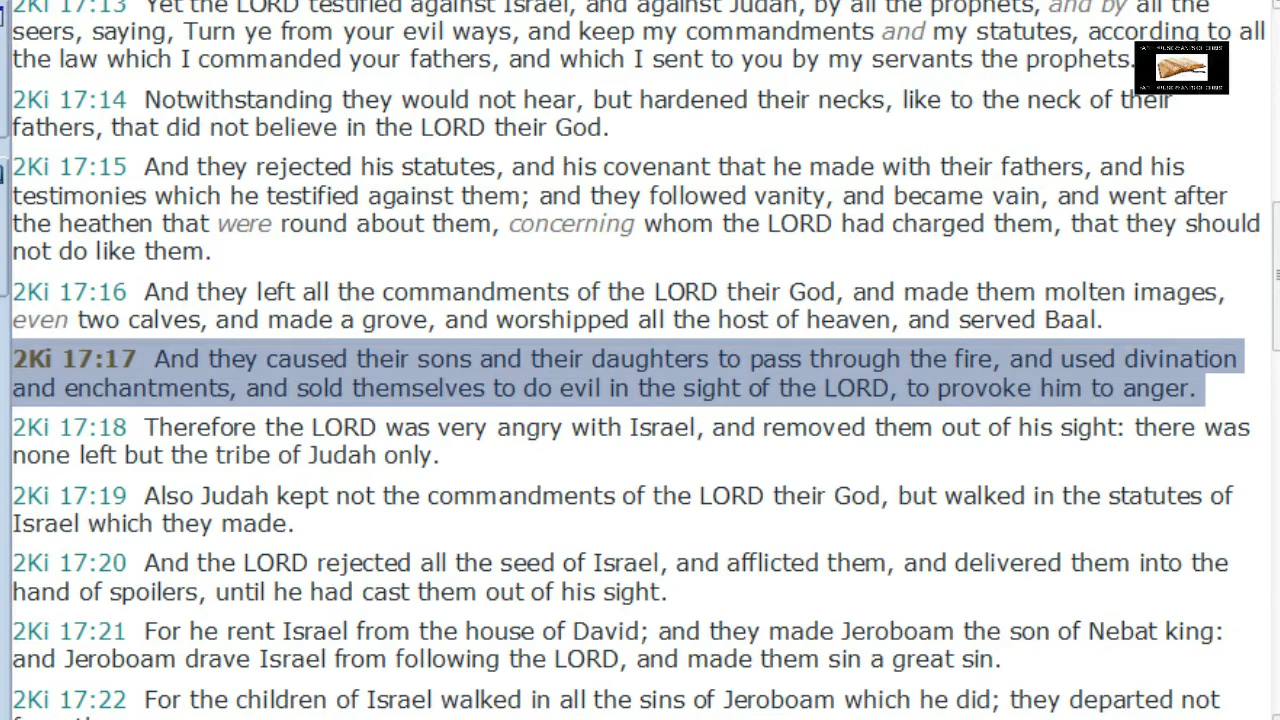 2Ki 17:13 Yet the LORD testified against Israel, and against Judah, by all the prophets, and by all the
seers, saying, Turn ye from your evil ways, and keep my commandments and my statutes, according to all
the law which I commanded your fathers, and which I sent to you by my servants the prophets.
2Ki 17:14 Notwithstanding they would not hear, but hardened their necks, like to the neck of their
fathers, that did not believe in the LORD their God.
2Ki 17:15 And they rejected his statutes, and his covenant that he made with their fathers, and his
testimonies which he testified against them; and they followed vanity, and became vain, and went after
the heathen that were round about them, concerning whom the LORD had charged them, that they should
not do like them.
2Ki 17:16 And they left all the commandments of the LORD their God, and made them molten images,
even two calves, and made a grove, and worshipped all the host of heaven, and served Baal.
2Ki 17:17 And they caused their sons and their daughters to pass through the fire, and used divination
and enchantments, and sold themselves to do evil in the sight of the LORD, to provoke him to anger.
2Ki 17:18 Therefore the LORD was very angry with Israel, and removed them out of his sight: there was
none left but the tribe of Judah only.
2Ki 17:19 Also Judah kept not the commandments of the LORD their God, but walked in the statutes of
Israel which they made.
2Ki 17:20 And the LORD rejected all the seed of Israel, and afflicted them, and delivered them into the
hand of spoilers, until he had cast them out of his sight.
2Ki 17:21 For he rent Israel from the house of David; and they made Jeroboam the son of Nebat king:
and Jeroboam drave Israel from following the LORD, and made them sin a great sin.
2Ki 17:22 For the children of Israel walked in all the sins of Jeroboam which he did; they departed not